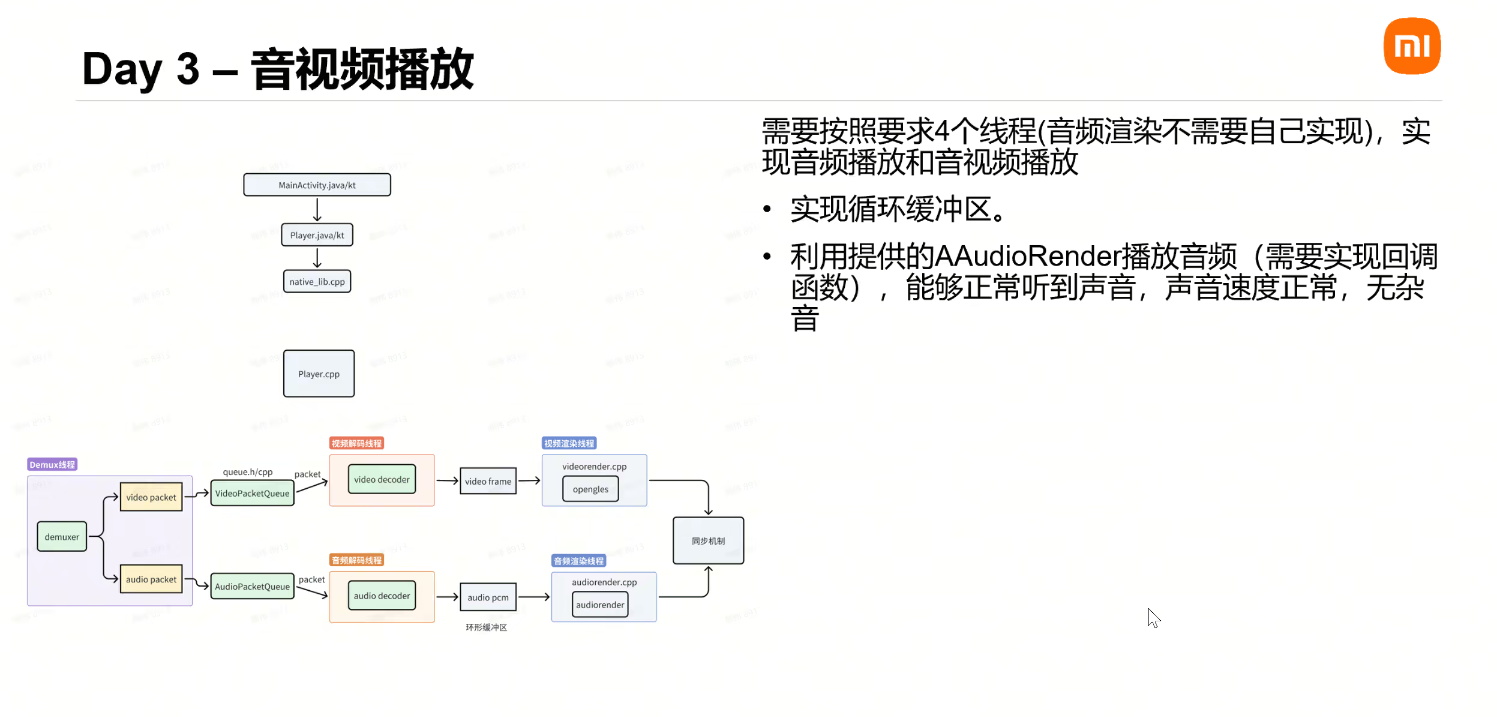 Day 3 – 音视频播放
需要按照要求4个线程(音频渲染不需要自己实现)，实
现音频播放和音视频播放
• 实现循环缓冲区。
• 利用提供的AAudioRender播放音频（需要实现回调
函数），能够正常听到声音，声音速度正常，无杂
音
MainActivity.java/kt
Player.java/kt
native_lib.cpp
Player.cpp
Demux线程
demuxer
video packet
audio packet
queue.h/cpp
VideoPacketQueue
packet
视频解码线程
video decoder
video frame
视频渲染线程
videorender.cpp
opengles
AudioPacketQueue
packet
音频解码线程
audio decoder
audio pcm
环形缓冲区
音频渲染线程
audiorender.cpp
audiorender
同步机制